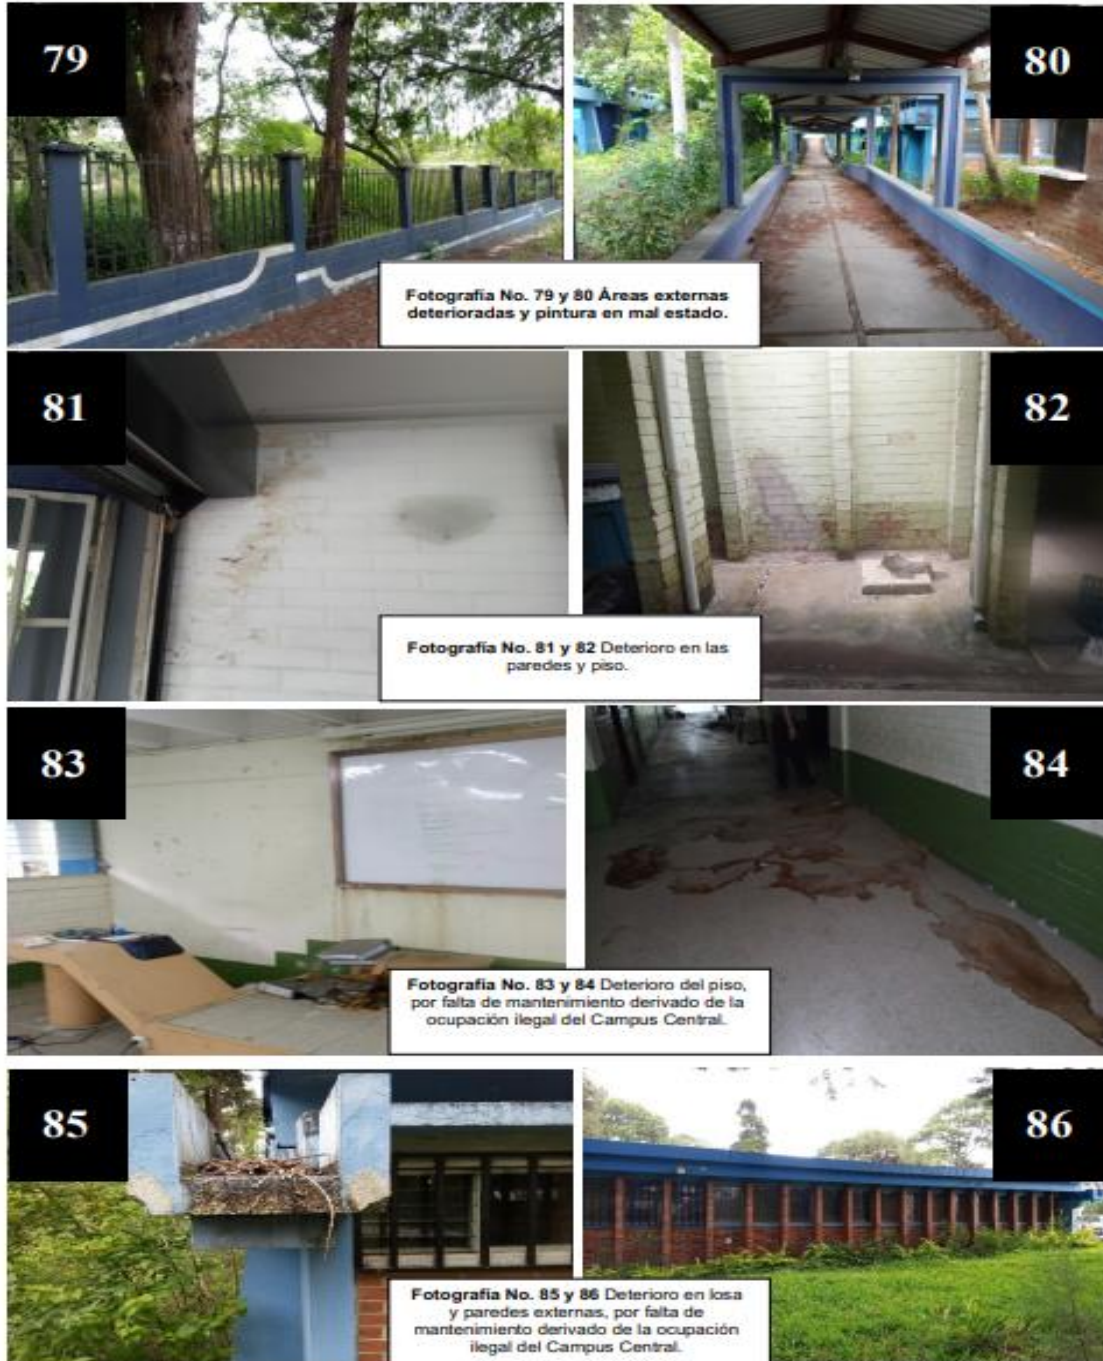 79
80
Fotografía No. 79 y 80 Áreas externas
deterioradas y pintura en mal estado.
81
82
Fotografía No. 81 y 82 Deterioro en las
paredes y piso.
83
84
Fotografía No. 83 y 84 Deterioro del piso,
por falta de mantenimiento derivado de la
ocupación ilegal del Campus Central.
85
86
Fotografía No. 85 y 86 Deterioro en losa
y paredes externas, por falta de
mantenimiento derivado de la ocupación
ilegal del Campus Central.